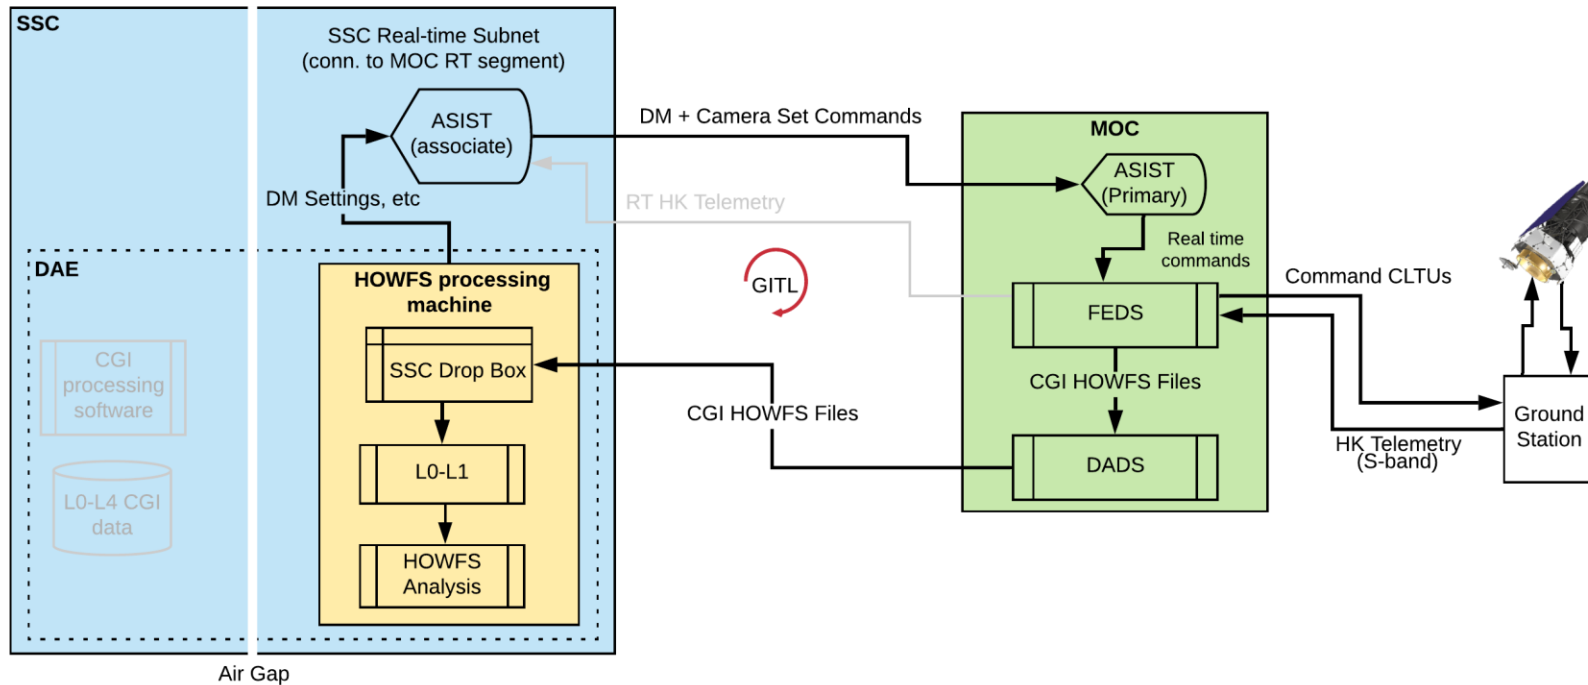 SSC
SSC Real-time Subnet
(conn. to MOC RT segment)
ASIST
(associate)
DM + Camera Set Commands
MOC
ASIST
(Primary)
DM Settings, etc
RT HK Telemetry
Real time
commands
DAE
HOWFS processing
machine
GITL
FEDS
Command CLTUs
CGI
processing
software
SSC Drop Box
CGI HOWFS Files
CGI HOWFS Files
Ground
Station
HK Telemetry
(S-band)
L0-L1
DADS
L0-L4 CGI
data
HOWFS
Analysis
Air Gap